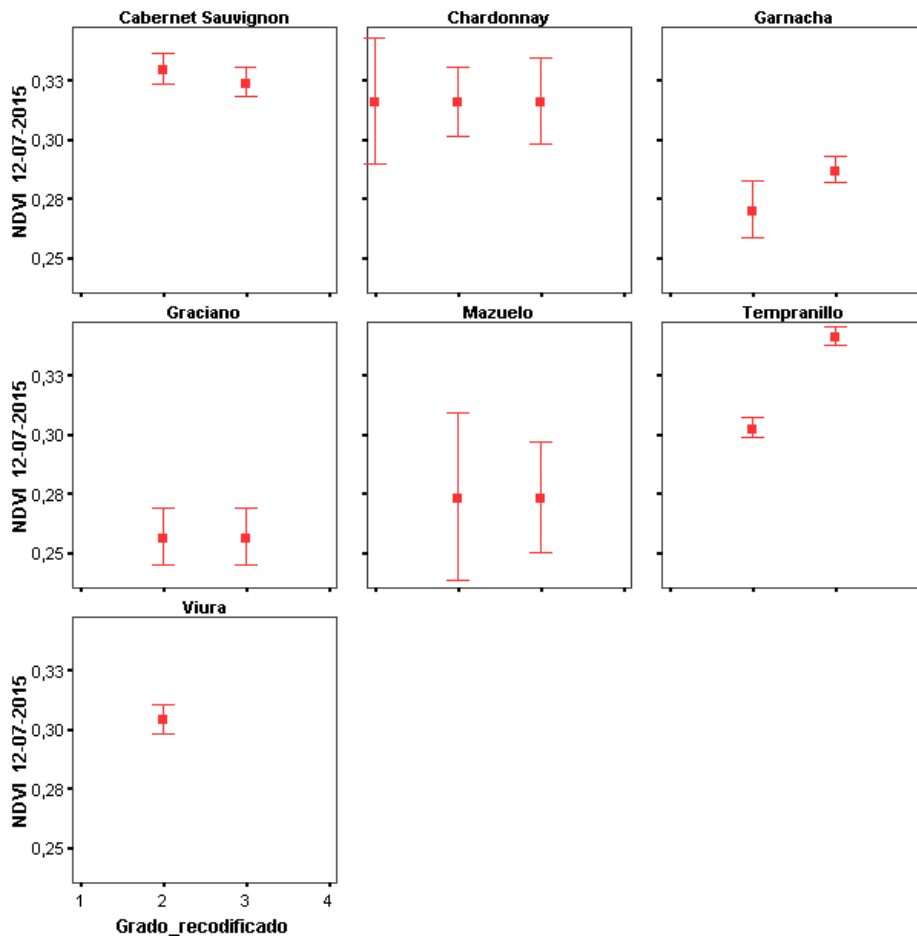 Cabernet Sauvignon Chardonnay Garnacha
NDVI 12-07-2015
0,33
0,30
0,28
0,25
Graciano Mazuelo Tempranillo
NDVI 12-07-2015
0,33
0,30
0,28
0,25
Viura
NDVI 12-07-2015
0,33
0,30
0,28
0,25
1 2 3 4
Grado_recodificado